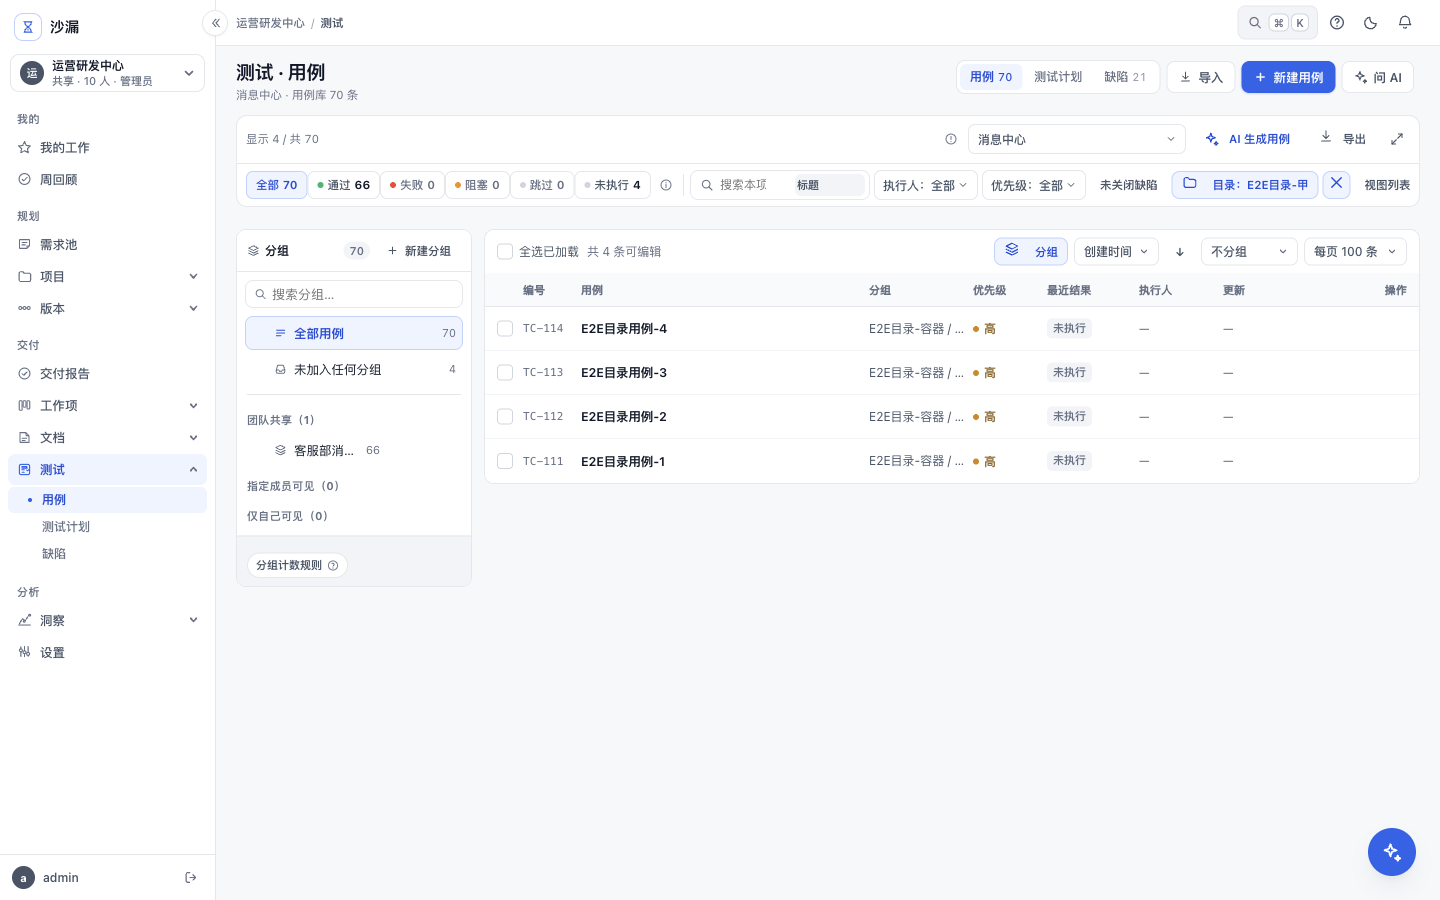 沙漏
运 运营研发中心
共享 · 10 人 · 管理员
我的
我的工作
周回顾
规划
需求池
项目
版本
交付
交付报告
工作项
文档
测试
用例
测试计划
缺陷
分析
洞察
设置
a admin
运营研发中心 / 测试
⌘ K
测试 · 用例
消息中心 · 用例库 70 条
用例 70 测试计划 缺陷 21 导入 新建用例 问 AI
显示 4 / 共 70
消息中心 AI 生成用例 导出
全部 70 通过 66 失败 0 阻塞 0 跳过 0 未执行 4 搜索本项 标题 执行人：全部 优先级：全部 未关闭缺陷 目录：E2E目录-甲 视图列表
分组 70 新建分组
搜索分组...
全部用例 70
未加入任何分组 4
团队共享 (1)
客服部消... 66
指定成员可见 (0)
仅自己可见 (0)
分组计数规则
全选已加载 共 4 条可编辑 分组 创建时间 不分组 每页 100 条
编号 用例 分组 优先级 最近结果 执行人 更新 操作
TC-114 E2E目录用例-4 E2E目录-容器 / ... 高 未执行 — —
TC-113 E2E目录用例-3 E2E目录-容器 / ... 高 未执行 — —
TC-112 E2E目录用例-2 E2E目录-容器 / ... 高 未执行 — —
TC-111 E2E目录用例-1 E2E目录-容器 / ... 高 未执行 — —